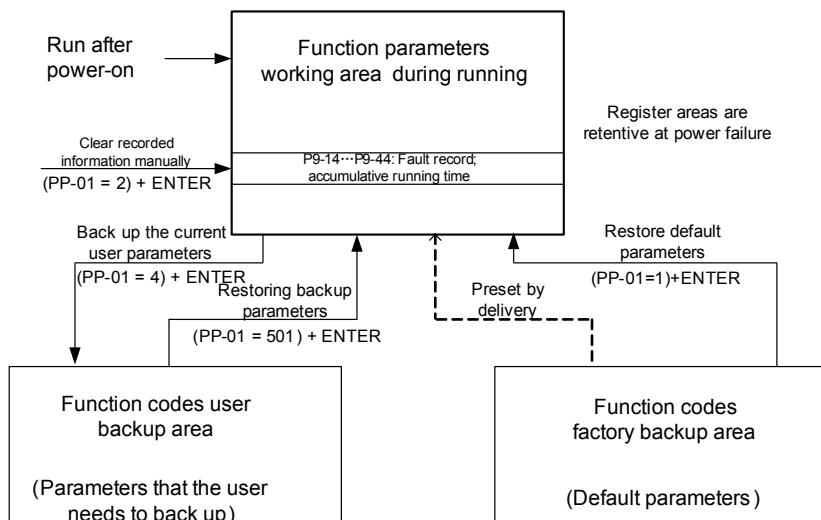 Function parameters
working area during running
Run after
power-on
Register areas are
retentive at power failure
Clear recorded
information manually
(PP-01 = 2) + ENTER
P9-14···P9-44: Fault record;
accumulative running time
Back up the current
user parameters
(PP-01 = 4) + ENTER
Restoring backup
parameters
(PP-01 = 501) + ENTER
Preset by
delivery
Restore default
parameters
(PP-01=1)+ENTER
Function codes user
backup area
(Parameters that the user
needs to back up)
Function codes
factory backup area
(Default parameters)